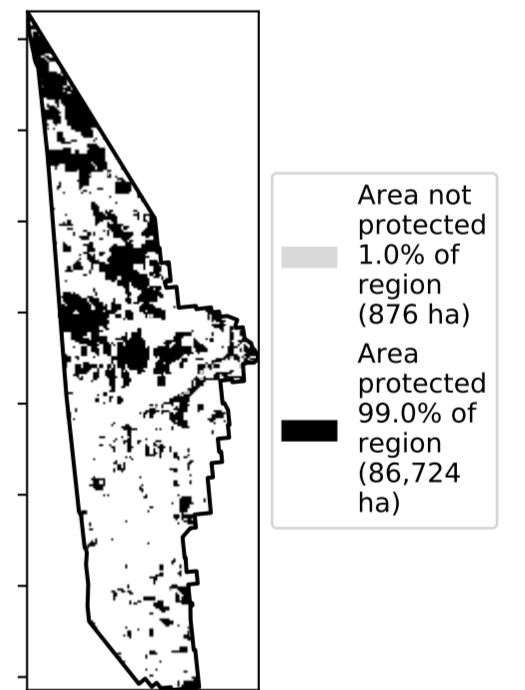 Area not
protected
1.0% of
region
(876 ha)
Area
protected
99.0% of
region
(86,724
ha)